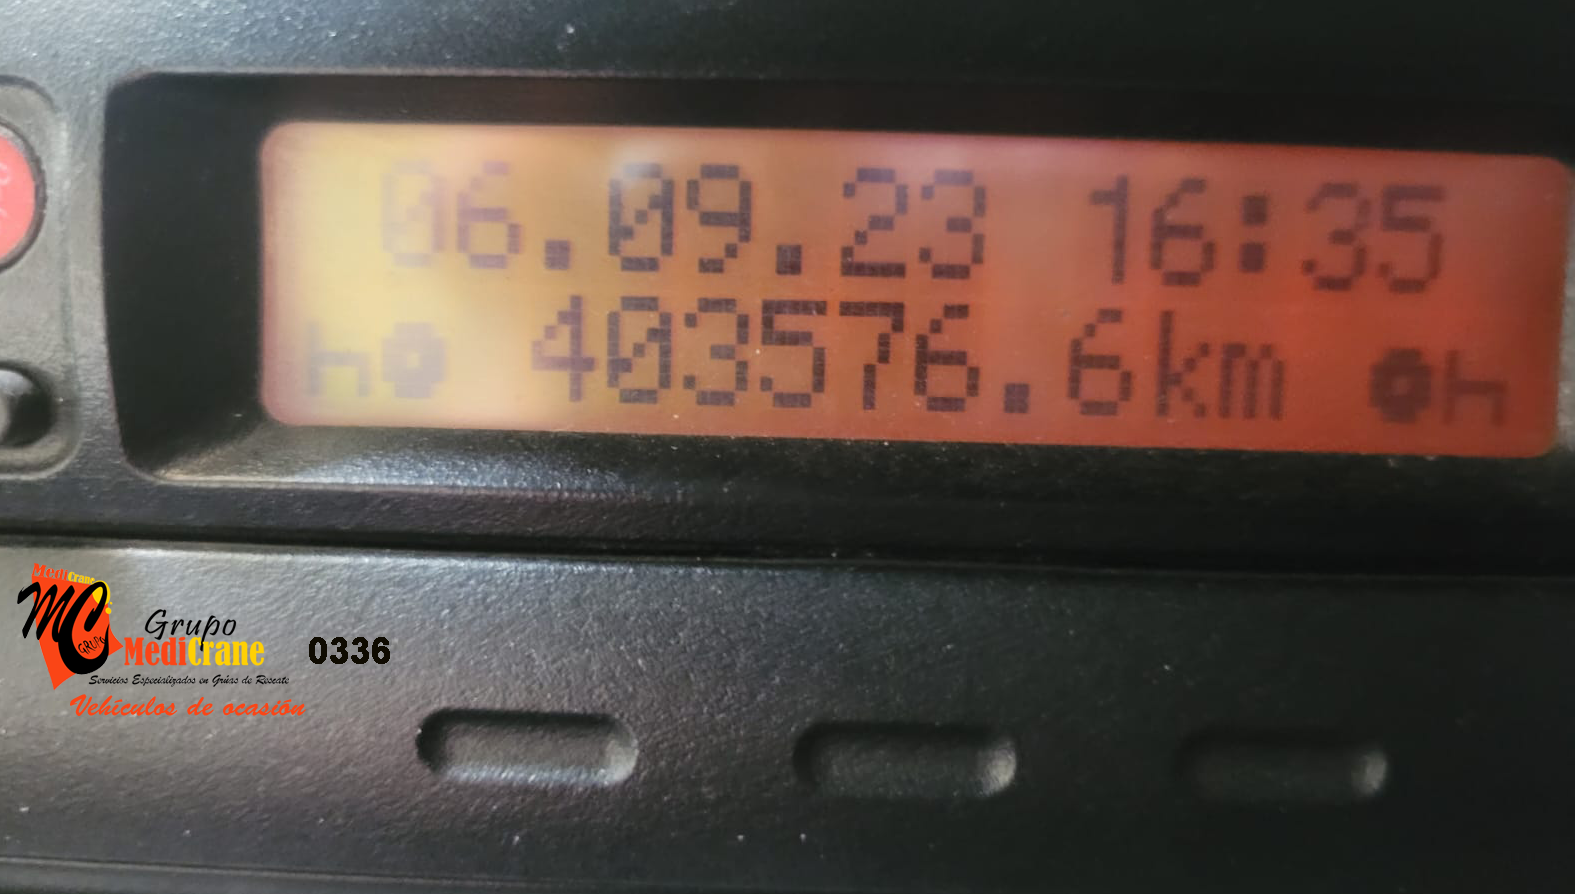 06.09.23 16:35
403576.6km
MediCrane
MC
GRUPO
Grupo
MediCrane
0336
Servicios Especializados en Grúas de Rescate
Vehículos de ocasión